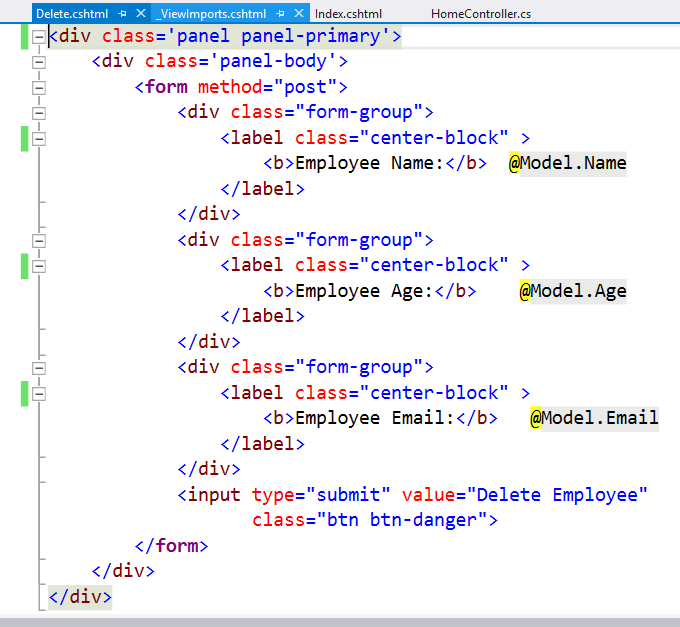 Delete.cshtml _ViewImports.cshtml Index.cshtml HomeController.cs
<div class='panel panel-primary'>
    <div class='panel-body'>
        <form method="post">
            <div class="form-group">
                <label class="center-block" >
                    <b>Employee Name:</b>  @Model.Name
                </label>
            </div>
            <div class="form-group">
                <label class="center-block" >
                    <b>Employee Age:</b>    @Model.Age
                </label>
            </div>
            <div class="form-group">
                <label class="center-block" >
                    <b>Employee Email:</b>   @Model.Email
                </label>
            </div>
            <input type="submit" value="Delete Employee"
                   class="btn btn-danger">
        </form>
    </div>
</div>